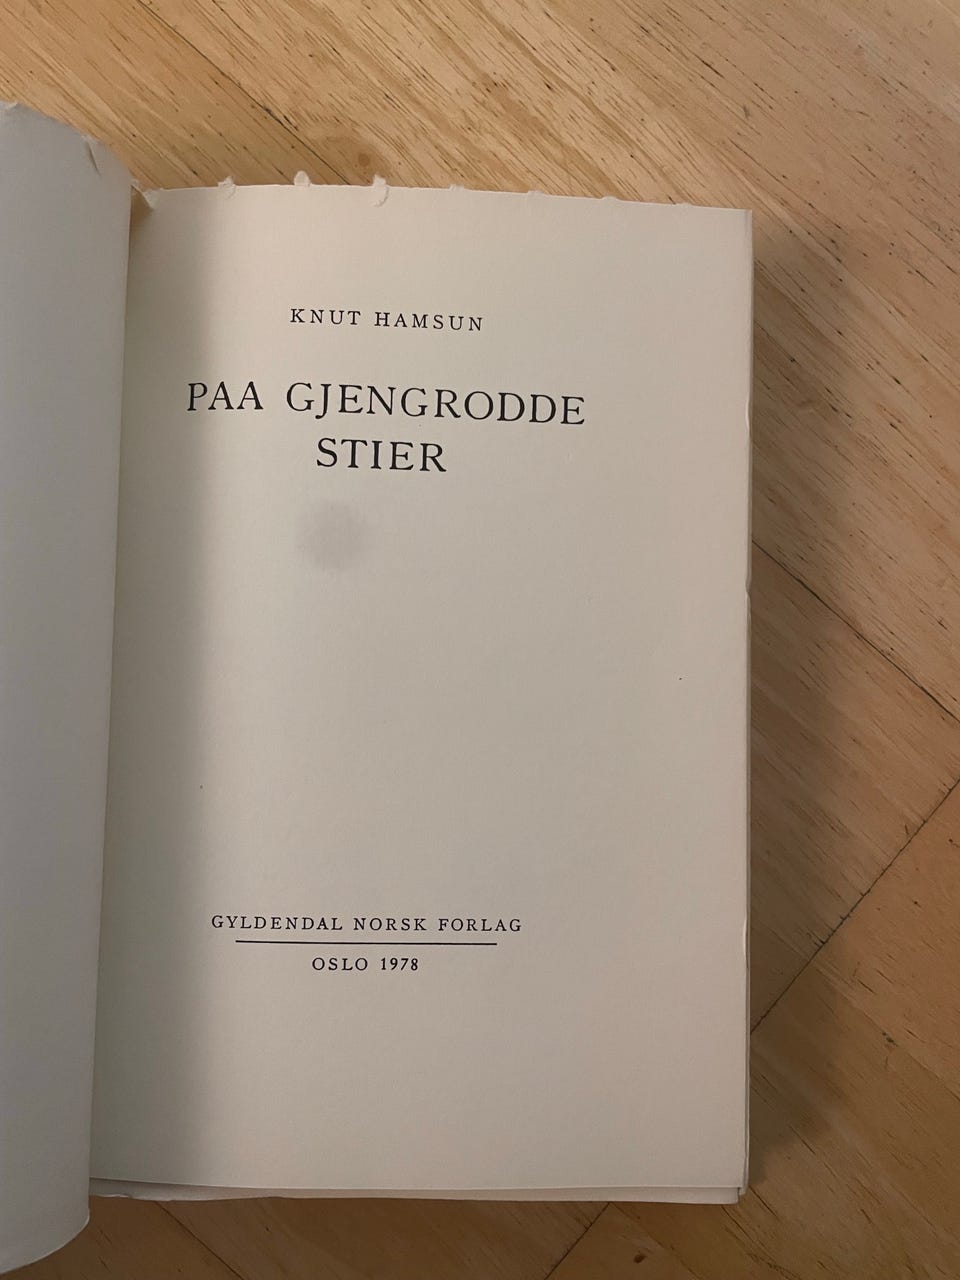 KNUT HAMSUN
PAA GJENGRODDE
STIER
GYLDENDAL NORSK FORLAG
OSLO 1978